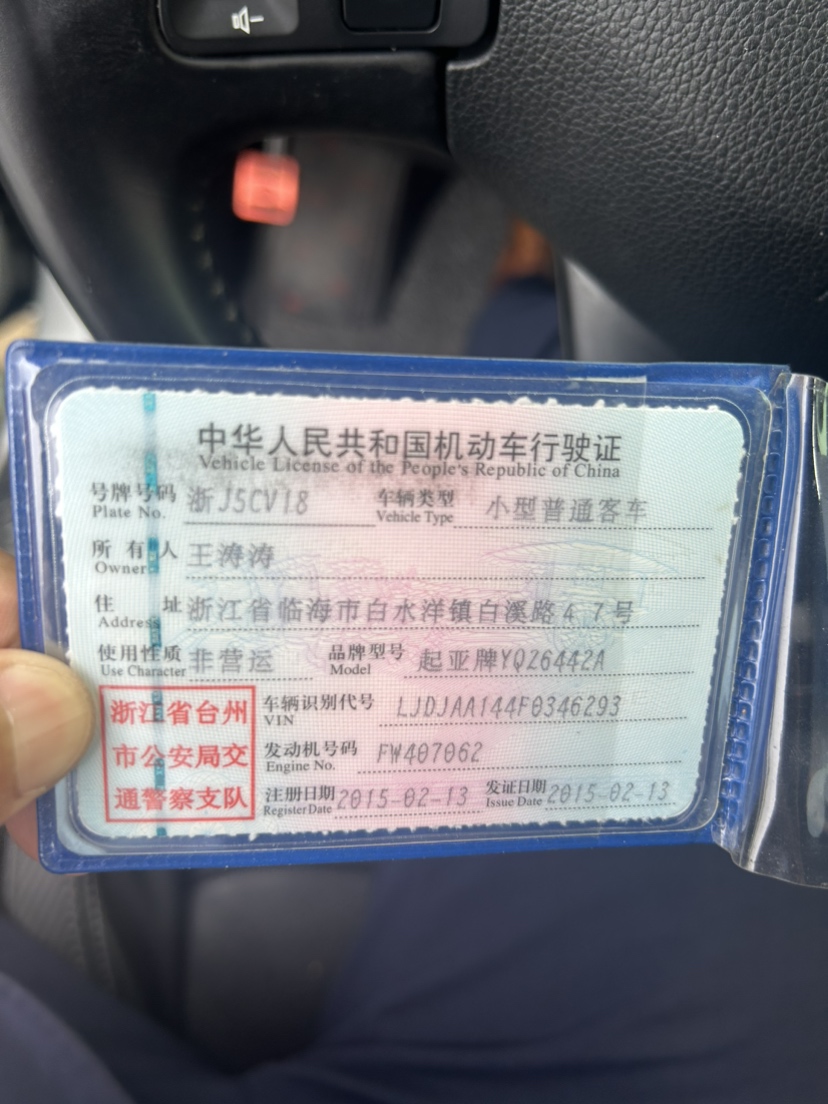 中华人民共和国机动车行驶证
Vehicle License of the People's Republic of China
号牌号码 浙J5CV18 车辆类型 小型普通客车
Plate No. Vehicle Type
所有人 王涛涛
Owner
住址 浙江省临海市白水洋镇白溪路47号
Address
使用性质 非营运 品牌型号 起亚牌YQZ6442A
Use Character Model
浙江省台州
市公安局交
通警察支队
车辆识别代号 LJDJAA144F0346293
VIN
发动机号码 FW407062
Engine No.
注册日期 2015-02-13 发证日期 2015-02-13
Register Date Issue Date